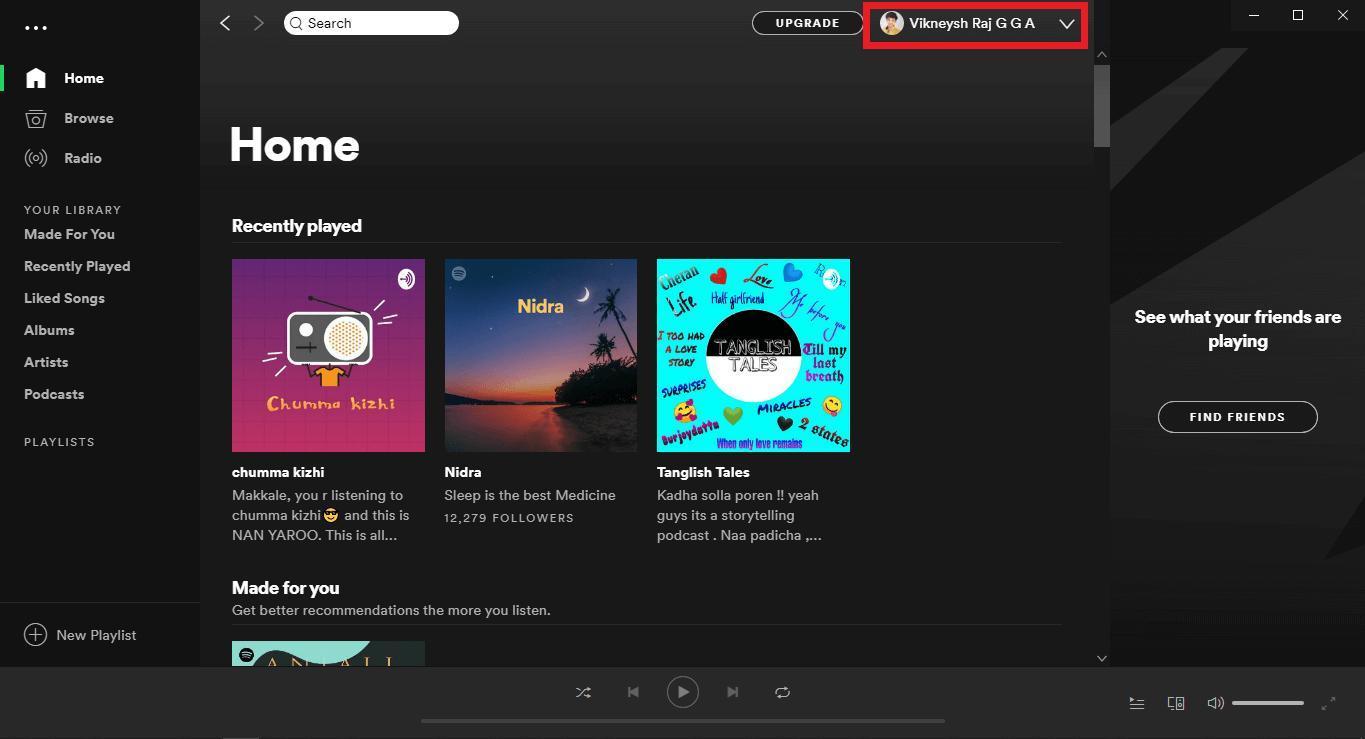 Search
UPGRADE
Vikneysh Raj G G A
Home
Browse
Radio
YOUR LIBRARY
Made For You
Recently Played
Liked Songs
Albums
Artists
Podcasts
PLAYLISTS
New Playlist
Home
Recently played
Chumma kizhi
chumma kizhi
Makkale, you r listening to
chumma kizhi😎 and this is
NAN YAROO. This is all...
Nidra
Nidra
Sleep is the best Medicine
12,279 FOLLOWERS
Chetan
Love
Life
Half girlfriend
Me before you
I TOO HAD
A LOVE
STORY
TANGLISH
TALES
Till my
last
breath
SURPRISES
MIRACLES
Durjoydatta
2 states
When only love remains
Tanglish Tales
Kadha solla poren !! yeah
guys its a storytelling
podcast . Naa padicha ,...
Made for you
Get better recommendations the more you listen.
See what your friends are
playing
FIND FRIENDS